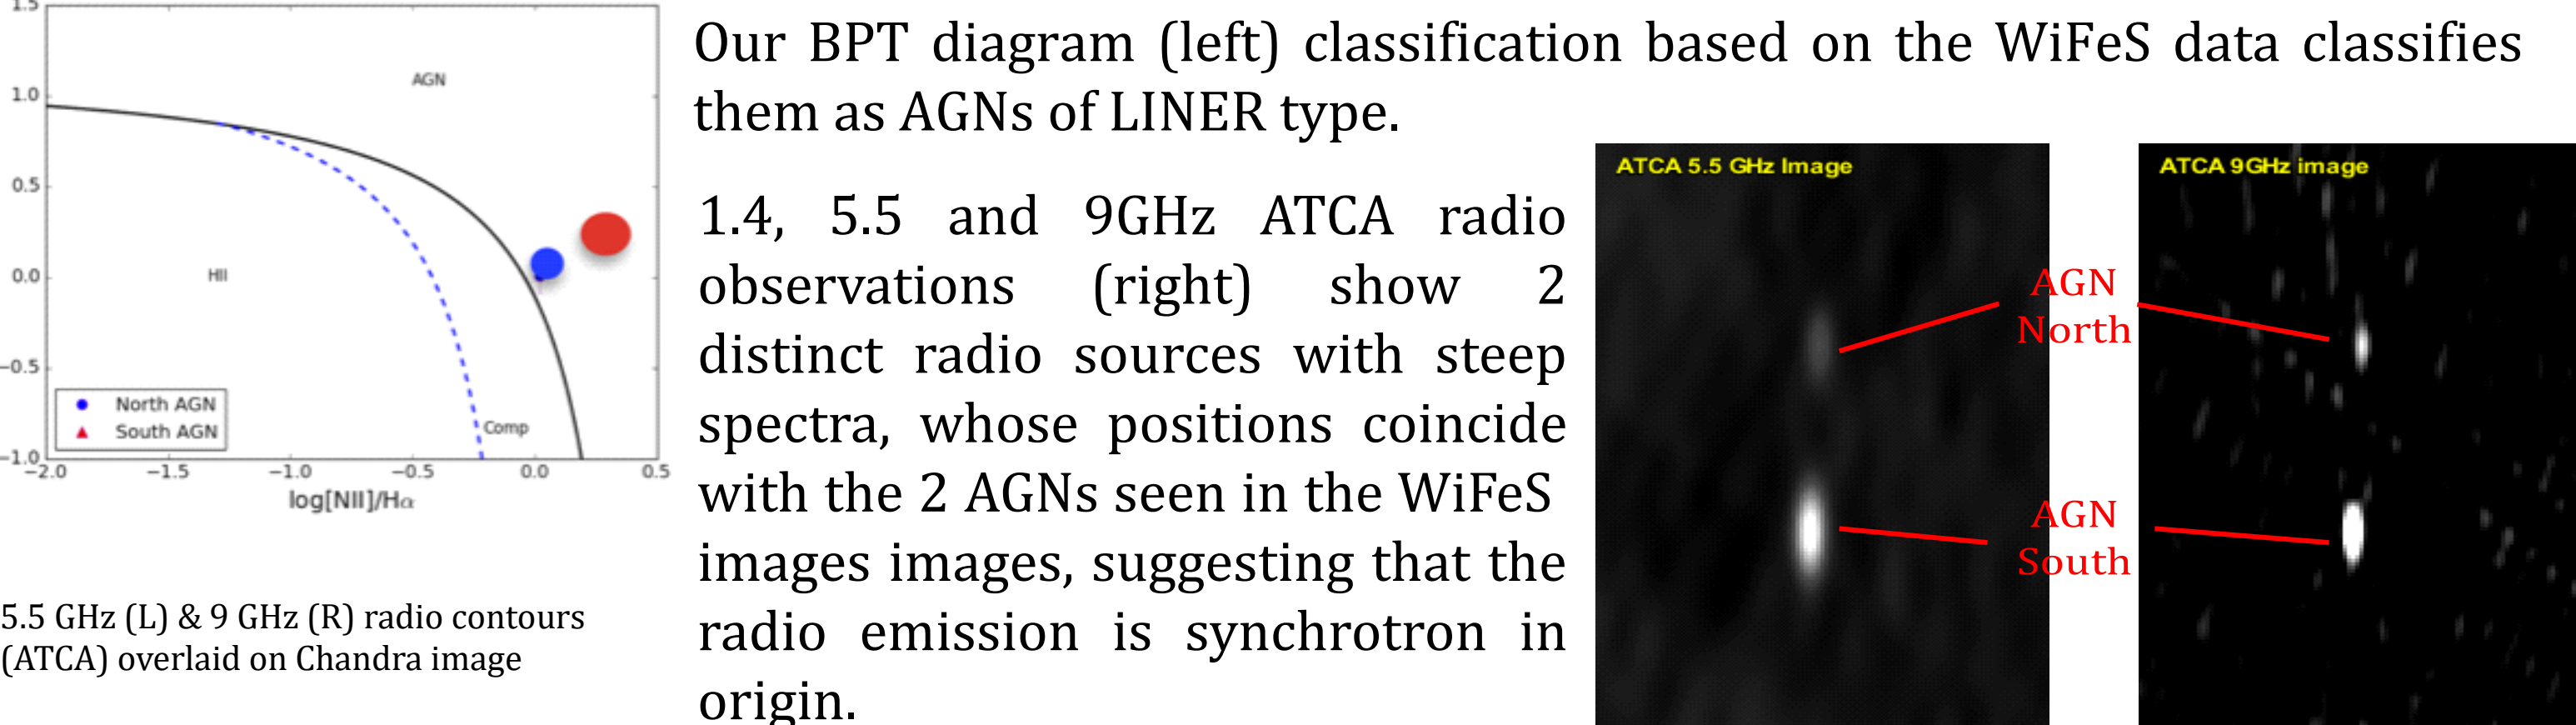 1.5
1.0
0.5
0.0
−0.5
−1.0
−2.0 −1.5 −1.0 −0.5 0.0 0.5
AGN
HII
Comp
North AGN
South AGN
log[NII]/Hα
5.5 GHz (L) & 9 GHz (R) radio contours
(ATCA) overlaid on Chandra image
Our BPT diagram (left) classification based on the WiFeS data classifies
them as AGNs of LINER type.
1.4, 5.5 and 9GHz ATCA radio
observations (right) show 2
distinct radio sources with steep
spectra, whose positions coincide
with the 2 AGNs seen in the WiFeS
images images, suggesting that the
radio emission is synchrotron in
origin.
ATCA 5.5 GHz Image
AGN
North
AGN
South
ATCA 9GHz image